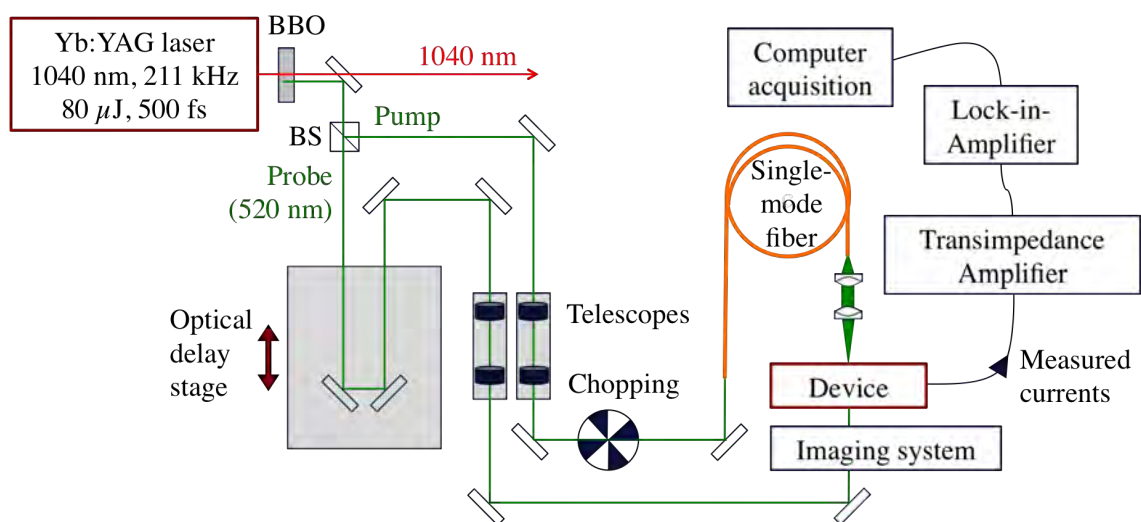 Yb:YAG laser
1040 nm, 211 kHz
80 μJ, 500 fs
BBO
1040 nm
BS
Pump
Probe
(520 nm)
Optical
delay
stage
Telescopes
Chopping
Single-
mode
fiber
Computer
acquisition
Lock-in-
Amplifier
Transimpedance
Amplifier
Measured
currents
Device
Imaging system